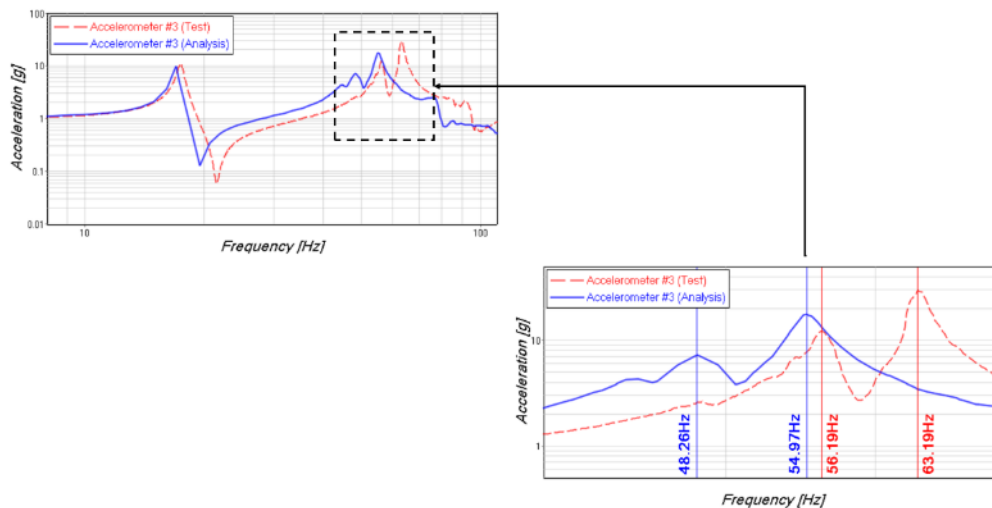 100
10
1
0.1
0.01
Acceleration [g]
Accelerometer #3 (Test)
Accelerometer #3 (Analysis)
10
100
Frequency [Hz]
Accelerometer #3 (Test)
Accelerometer #3 (Analysis)
Acceleration [g]
10
1
48.26Hz
54.97Hz
56.19Hz
63.19Hz
Frequency [Hz]